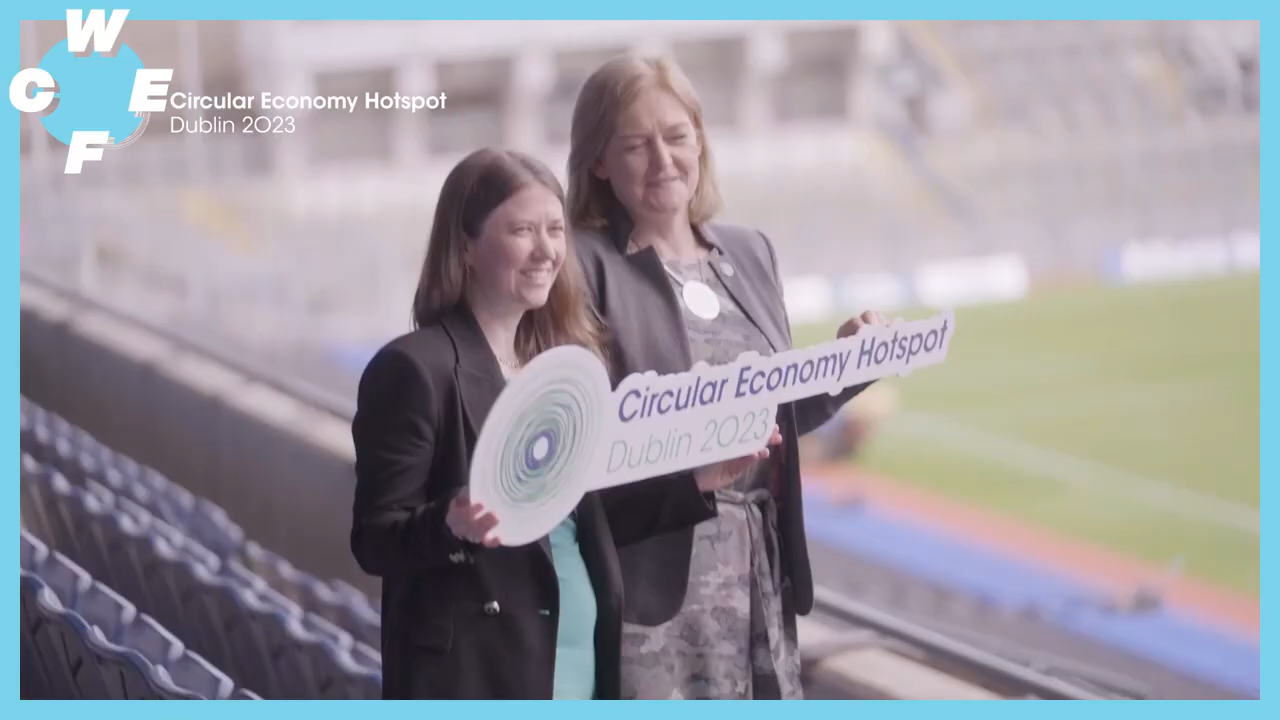 W
C E
F
Circular Economy Hotspot
Dublin 2023
Circular Economy Hotspot
Dublin 2023